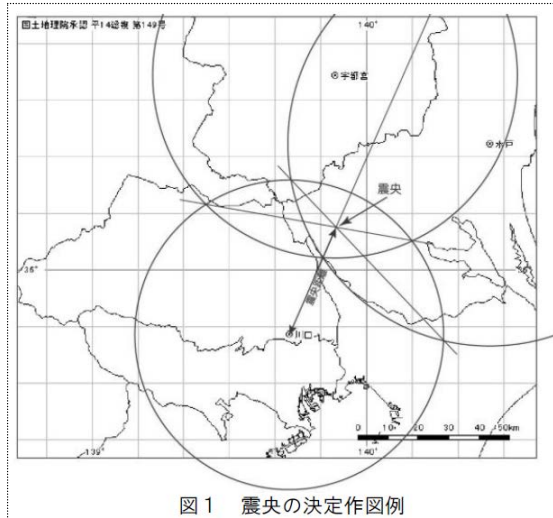 国土地理院承認 平14総複 第149号
140°
宇都宮
水戸
震央
35°
35°
震央距離
川口
0 10 20 30 40 50km
139°
140°
図1 震央の決定作図例